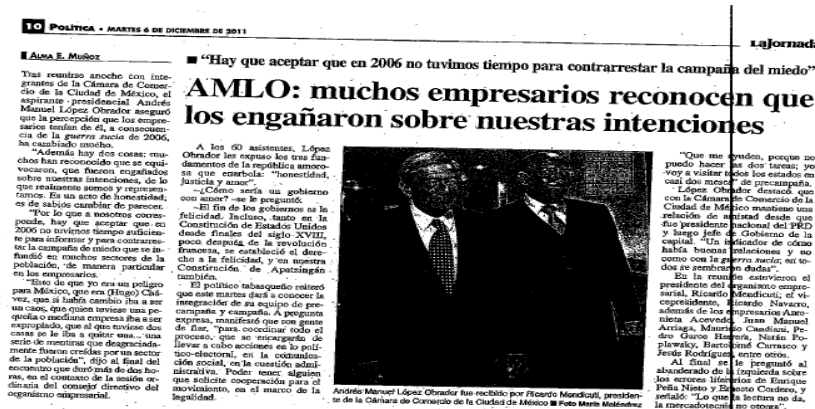 10 POLÍTICA • MARTES 6 DE DICIEMBRE DE 2011
LaJornada
ALMA E. MUÑOZ
Tras reunirse anoche con inte-
grantes de la Cámara de Comer-
cio de la Ciudad de México, el
aspirante presidencial Andrés
Manuel López Obrador aseguró
que la percepción que los empre-
sarios tenían de él, a consecuen-
cia de la guerra sucia de 2006,
ha cambiado mucho.
"Además hay dos cosas: mu-
chos han reconocido que se equi-
vocaron, que fueron engañados
sobre nuestras intenciones, de lo
que realmente somos y represen-
tamos. Es un acto de honestidad;
es de sabios cambiar de parecer.
"Por lo que a nosotros corres-
ponde, hay que aceptar que en
2006 no tuvimos tiempo suficien-
te para informar y para contrarres-
tar la campaña de miedo que se in-
fundió en muchos sectores de la
población, de manera particular
en los empresarios.
"Esto de que yo era un peligro
para México, que era (Hugo) Chá-
vez, que si había cambio iba a ser
un caos, que quien tuviese una pe-
queña o mediana empresa iba a ser
expropiado, que al que tuviese dos
casas se le iba a quitar una... una
serie de mentiras que desgraciada-
mente fueron creídas por un sector
de la población", dijo al final del
encuentro que duró más de dos ho-
ras, en el contexto de la sesión or-
dinaria del consejo directivo del
organismo empresarial.
"Hay que aceptar que en 2006 no tuvimos tiempo para contrarrestar la campaña del miedo"
AMLO: muchos empresarios reconocen que
los engañaron sobre nuestras intenciones
A los 60 asistentes, López
Obrador les expuso los tres fun-
damentos de la república amoro-
sa que enarbola: "honestidad,
justicia y amor".
–¿Cómo sería un gobierno
con amor? –se le preguntó.
–El fin de los gobiernos es la
felicidad. Incluso, tanto en la
Constitución de Estados Unidos
desde finales del siglo XVIII,
poco después de la revolución
francesa, se estableció el dere-
cho a la felicidad, y en nuestra
Constitución de Apatzingán
también.
El político tabasqueño reiteró
que este martes dará a conocer la
integración de su equipo de pre-
campaña y campaña. A pregunta
expresa, manifestó que son gente
de fiar, "para coordinar todo el
proceso, que se encargarán de
llevar a cabo acciones en lo polí-
tico-electoral, en la comunica-
ción social, en la cuestión admi-
nistrativa. Poder tener alguien
que solicite cooperación para el
movimiento, en el marco de la
legalidad.
Andrés Manuel López Obrador fue recibido por Ricardo Mendicuti, presiden-
te de la Cámara de Comercio de la Ciudad de México ■ Foto María Meléndrez
"Que me ayuden, porque no
puedo hacer las dos tareas; yo
voy a visitar todos los estados en
casi dos meses" de precampaña.
López Obrador destacó que
con la Cámara de Comercio de la
Ciudad de México mantiene una
relación de amistad desde que
fue presidente nacional del PRD
y luego jefe de Gobierno de la
capital. "Un indicador de cómo
había buenas relaciones y no
como con la guerra sucia; en to-
dos se sembraron dudas".
En la reunión estuvieron el
presidente del organismo empre-
sarial, Ricardo Mendicuti; el vi-
cepresidente, Ricardo Navarro,
además de los empresarios Anto-
nieta Acevedo, Juan Manuel
Arriaga, Mauricio Candiani, Pe-
dro Garce Herrera, Natán Po-
plawsky, Bartolomé Carrasco y
Jesús Rodríguez, entre otros.
Al final se le preguntó al
abanderado de la izquierda sobre
los errores literarios de Enrique
Peña Nieto y Ernesto Cordero, y
señaló: "Lo que la lectura no da,
la mercadotecnia no otorga".